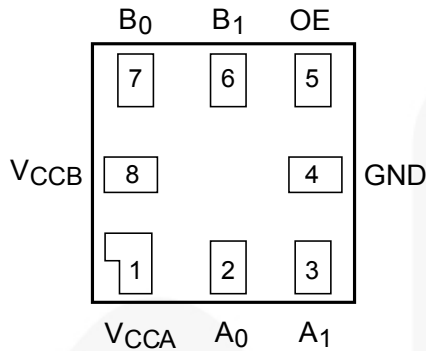 B0 B1 OE
7 6 5
VCCB 8 4 GND
1 2 3
VCCA A0 A1